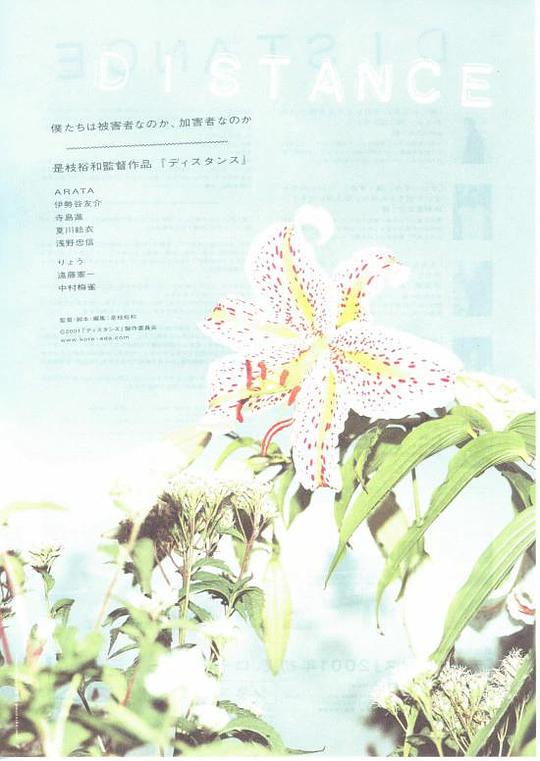 DISTANCE
僕たちは被害者なのか、加害者なのか
是枝裕和監督作品『ディスタンス』
ARATA
伊勢谷友介
寺島進
夏川結衣
浅野忠信
りょう
遠藤憲一
中村梅雀
監督・脚本・編集：是枝裕和
©2001『ディスタンス』製作委員会
www.kore-eda.com